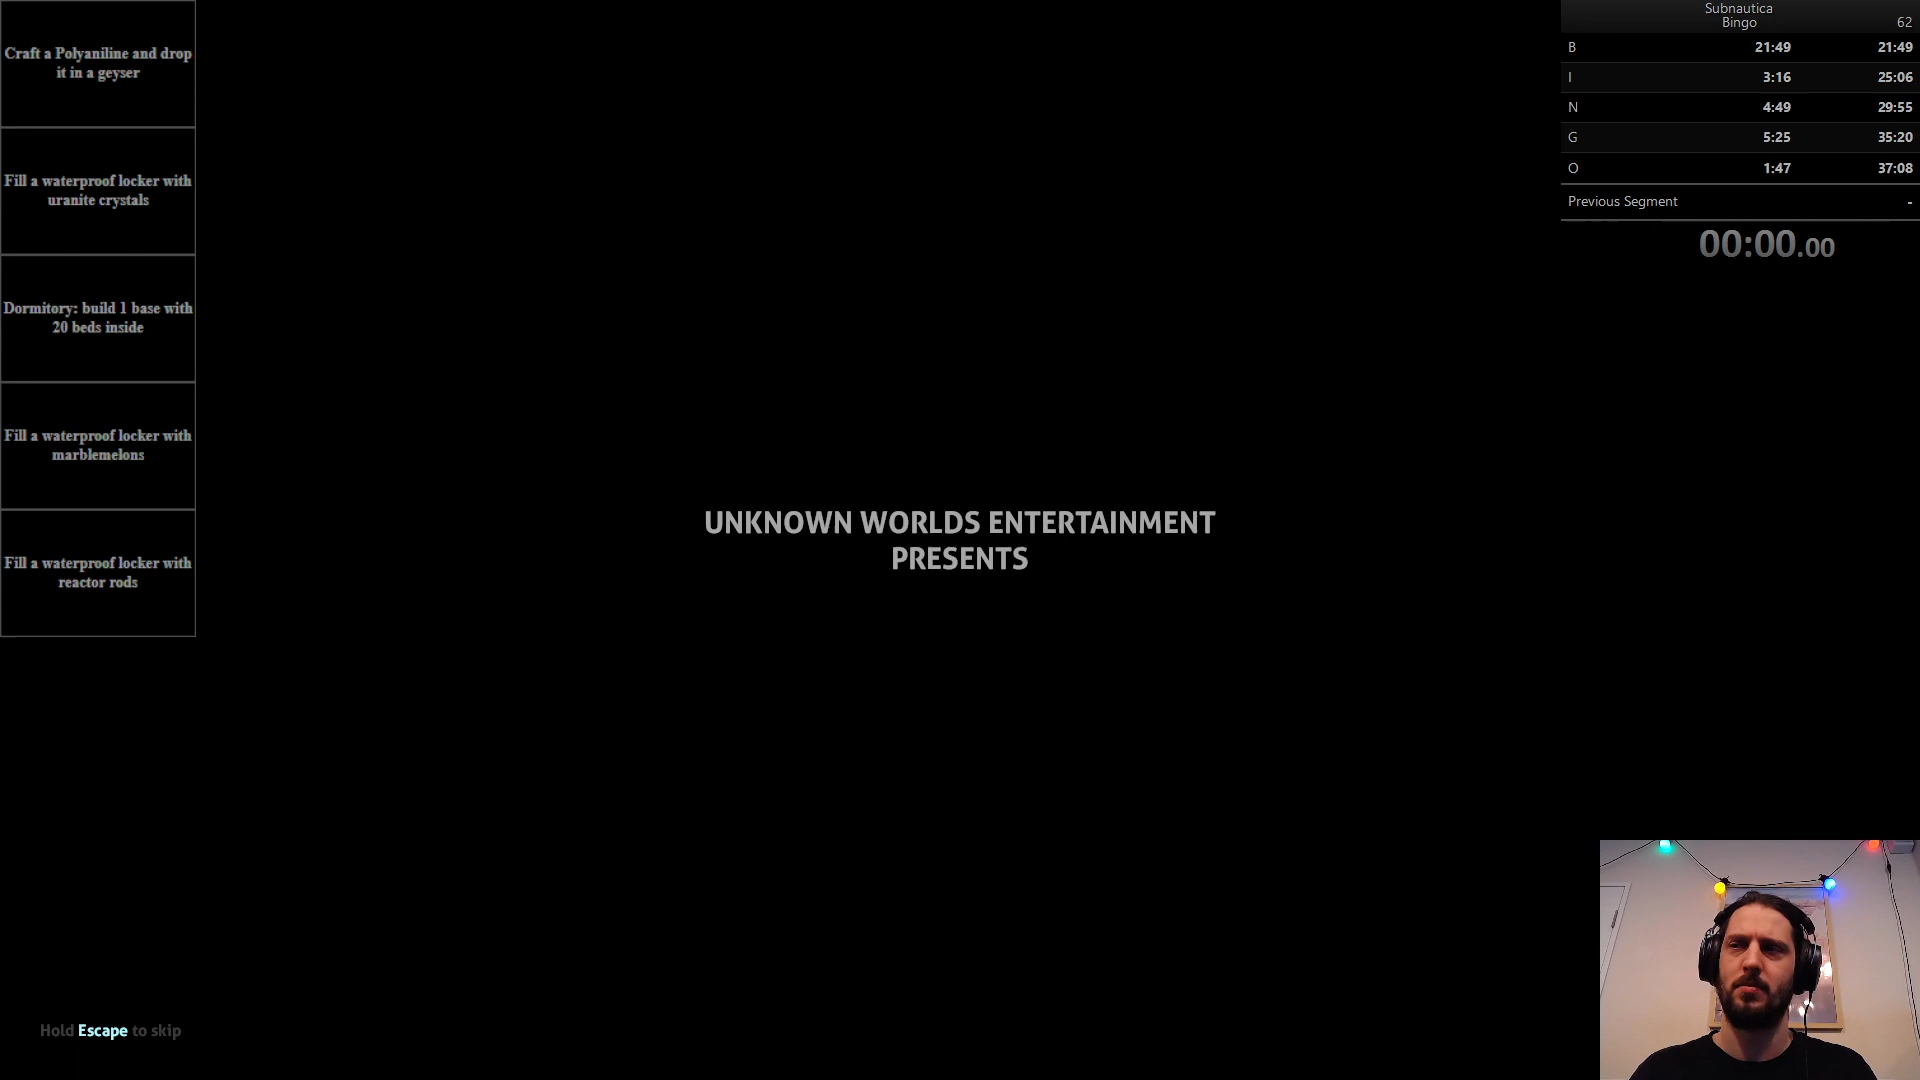 Craft a Polyaniline and drop
it in a geyser
Fill a waterproof locker with
uranite crystals
Dormitory: build 1 base with
20 beds inside
Fill a waterproof locker with
marblemelons
Fill a waterproof locker with
reactor rods
UNKNOWN WORLDS ENTERTAINMENT
PRESENTS
Hold Escape to skip
Subnautica
Bingo 62
B 21:49 21:49
I 3:16 25:06
N 4:49 29:55
G 5:25 35:20
O 1:47 37:08
Previous Segment -
00:00.00